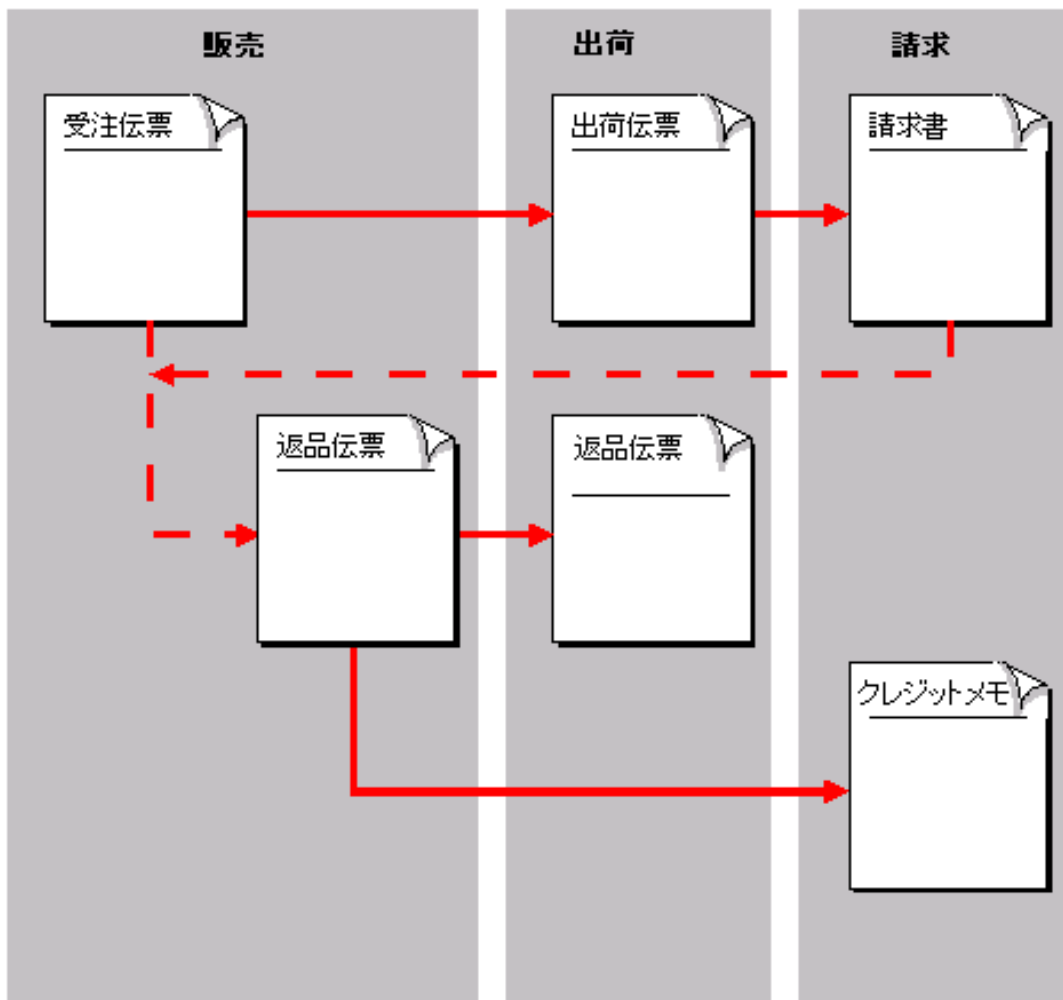 販売
出荷
請求
受注伝票
出荷伝票
請求書
返品伝票
返品伝票
クレジットメモ